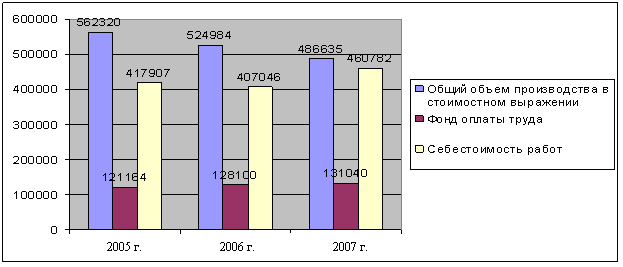 600000
500000
400000
300000
200000
100000
0
562320
417907
121164
524984
407046
128100
486635
460782
131040
2005 г.
2006 г.
2007 г.
Общий объем производства в
стоимостном выражении
Фонд оплаты труда
Себестоимость работ